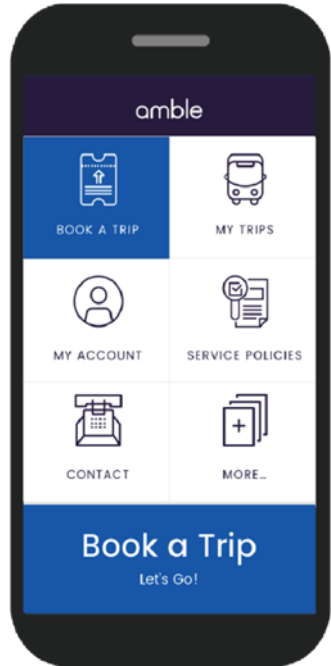 amble
BOOK A TRIP
MY TRIPS
MY ACCOUNT
SERVICE POLICIES
CONTACT
MORE...
Book a Trip
Let's Go!